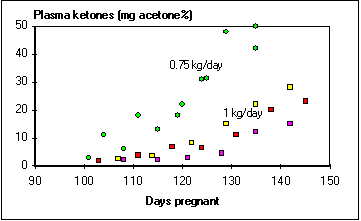 Plasma ketones (mg acetone%)
50
40
30
20
10
0
0.75 kg/day
1 kg/day
90 100 110 120 130 140 150
Days pregnant